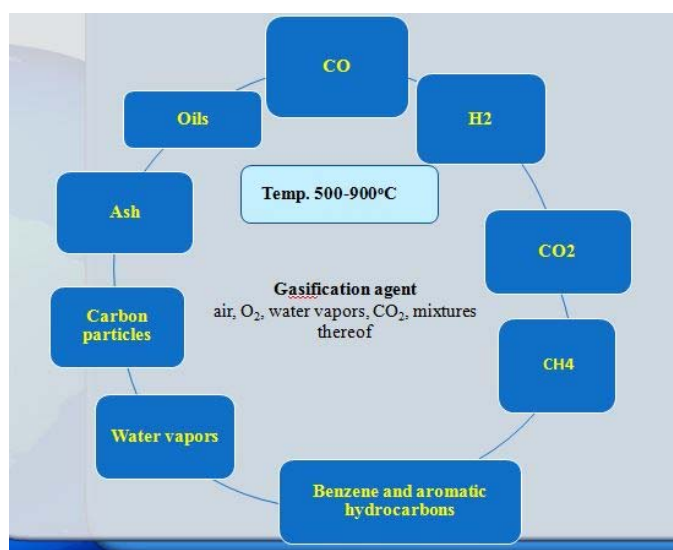 CO
H2
CO2
CH4
Benzene and aromatic
hydrocarbons
Water vapors
Carbon
particles
Ash
Oils
Temp. 500-900°C
Gasification agent
air, O₂, water vapors, CO₂, mixtures
thereof